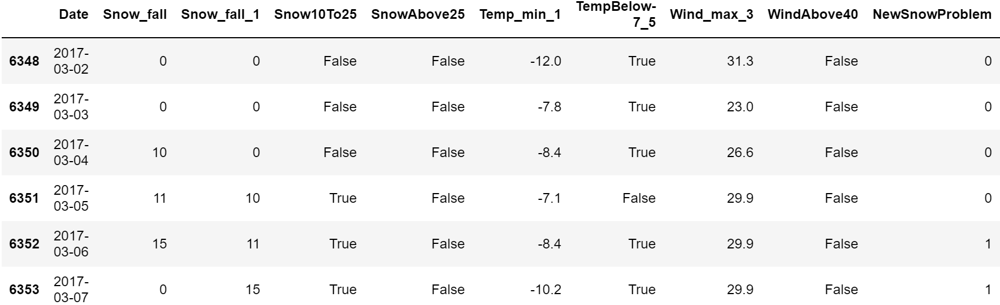 Date Snow_fall Snow_fall_1 Snow10To25 SnowAbove25 Temp_min_1 TempBelow-7_5 Wind_max_3 WindAbove40 NewSnowProblem
6348 2017-03-02 0 0 False False -12.0 True 31.3 False 0
6349 2017-03-03 0 0 False False -7.8 True 23.0 False 0
6350 2017-03-04 10 0 False False -8.4 True 26.6 False 0
6351 2017-03-05 11 10 True False -7.1 False 29.9 False 0
6352 2017-03-06 15 11 True False -8.4 True 29.9 False 1
6353 2017-03-07 0 15 True False -10.2 True 29.9 False 1